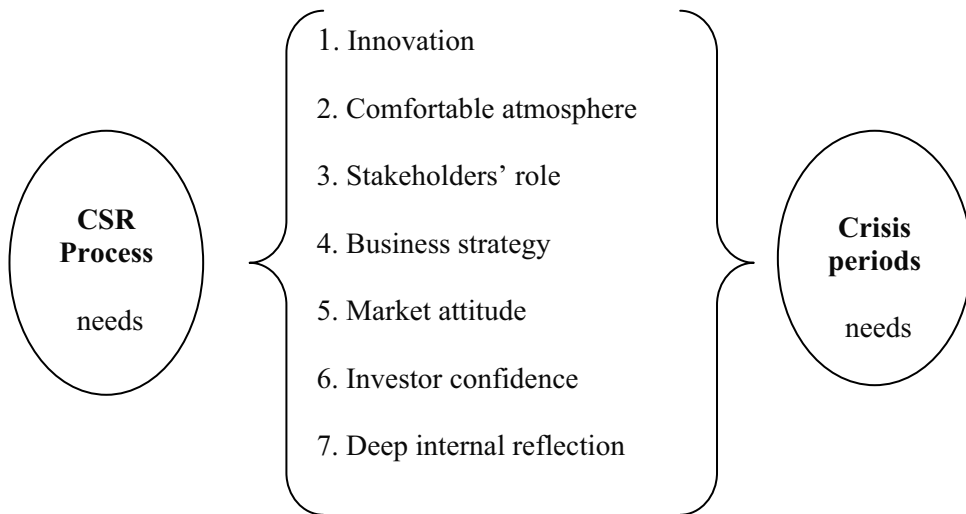 CSR
Process
needs
1. Innovation
2. Comfortable atmosphere
3. Stakeholders’ role
4. Business strategy
5. Market attitude
6. Investor confidence
7. Deep internal reflection
Crisis
periods
needs